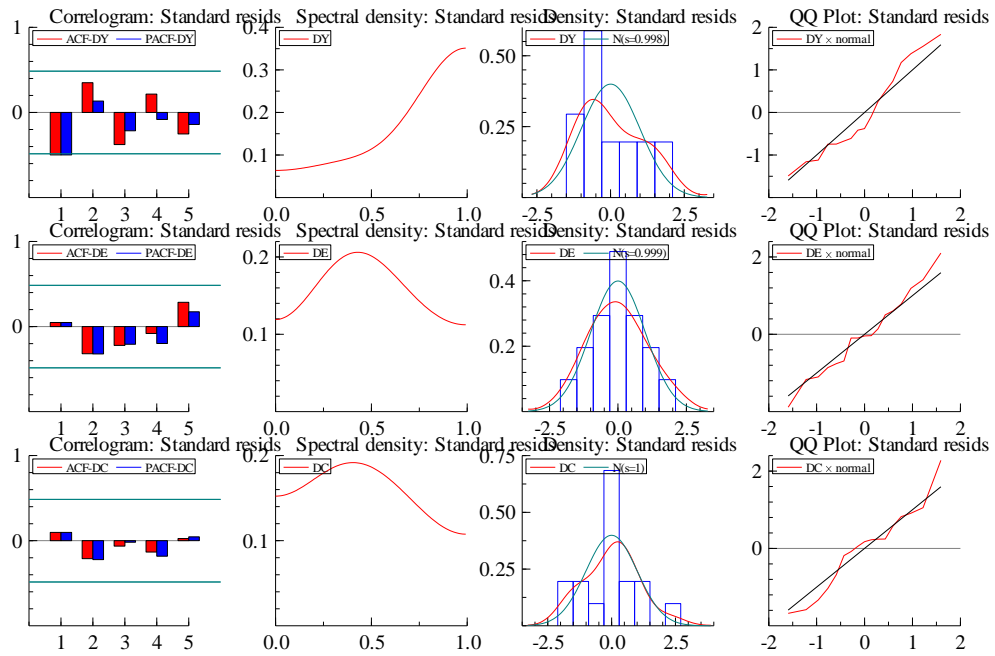 Correlogram: Standard resids
ACF-DY PACF-DY
1
0
1 2 3 4 5
Spectral density: Standard resids
DY
0.4
0.3
0.2
0.1
0.0 0.5 1.0
Density: Standard resids
DY N(s=0.998)
0.50
0.25
-2.5 0.0 2.5
QQ Plot: Standard resids
DY × normal
2
1
0
-1
-2 -1 0 1 2
Correlogram: Standard resids
ACF-DE PACF-DE
1
0
1 2 3 4 5
Spectral density: Standard resids
DE
0.2
0.1
0.0 0.5 1.0
Density: Standard resids
DE N(s=0.999)
0.4
0.2
-2.5 0.0 2.5
QQ Plot: Standard resids
DE × normal
2
0
-2 -1 0 1 2
Correlogram: Standard resids
ACF-DC PACF-DC
1
0
1 2 3 4 5
Spectral density: Standard resids
DC
0.2
0.1
0.0 0.5 1.0
Density: Standard resids
DC N(s=1)
0.75
0.50
0.25
-2.5 0.0 2.5
QQ Plot: Standard resids
DC × normal
2
0
-2 -1 0 1 2